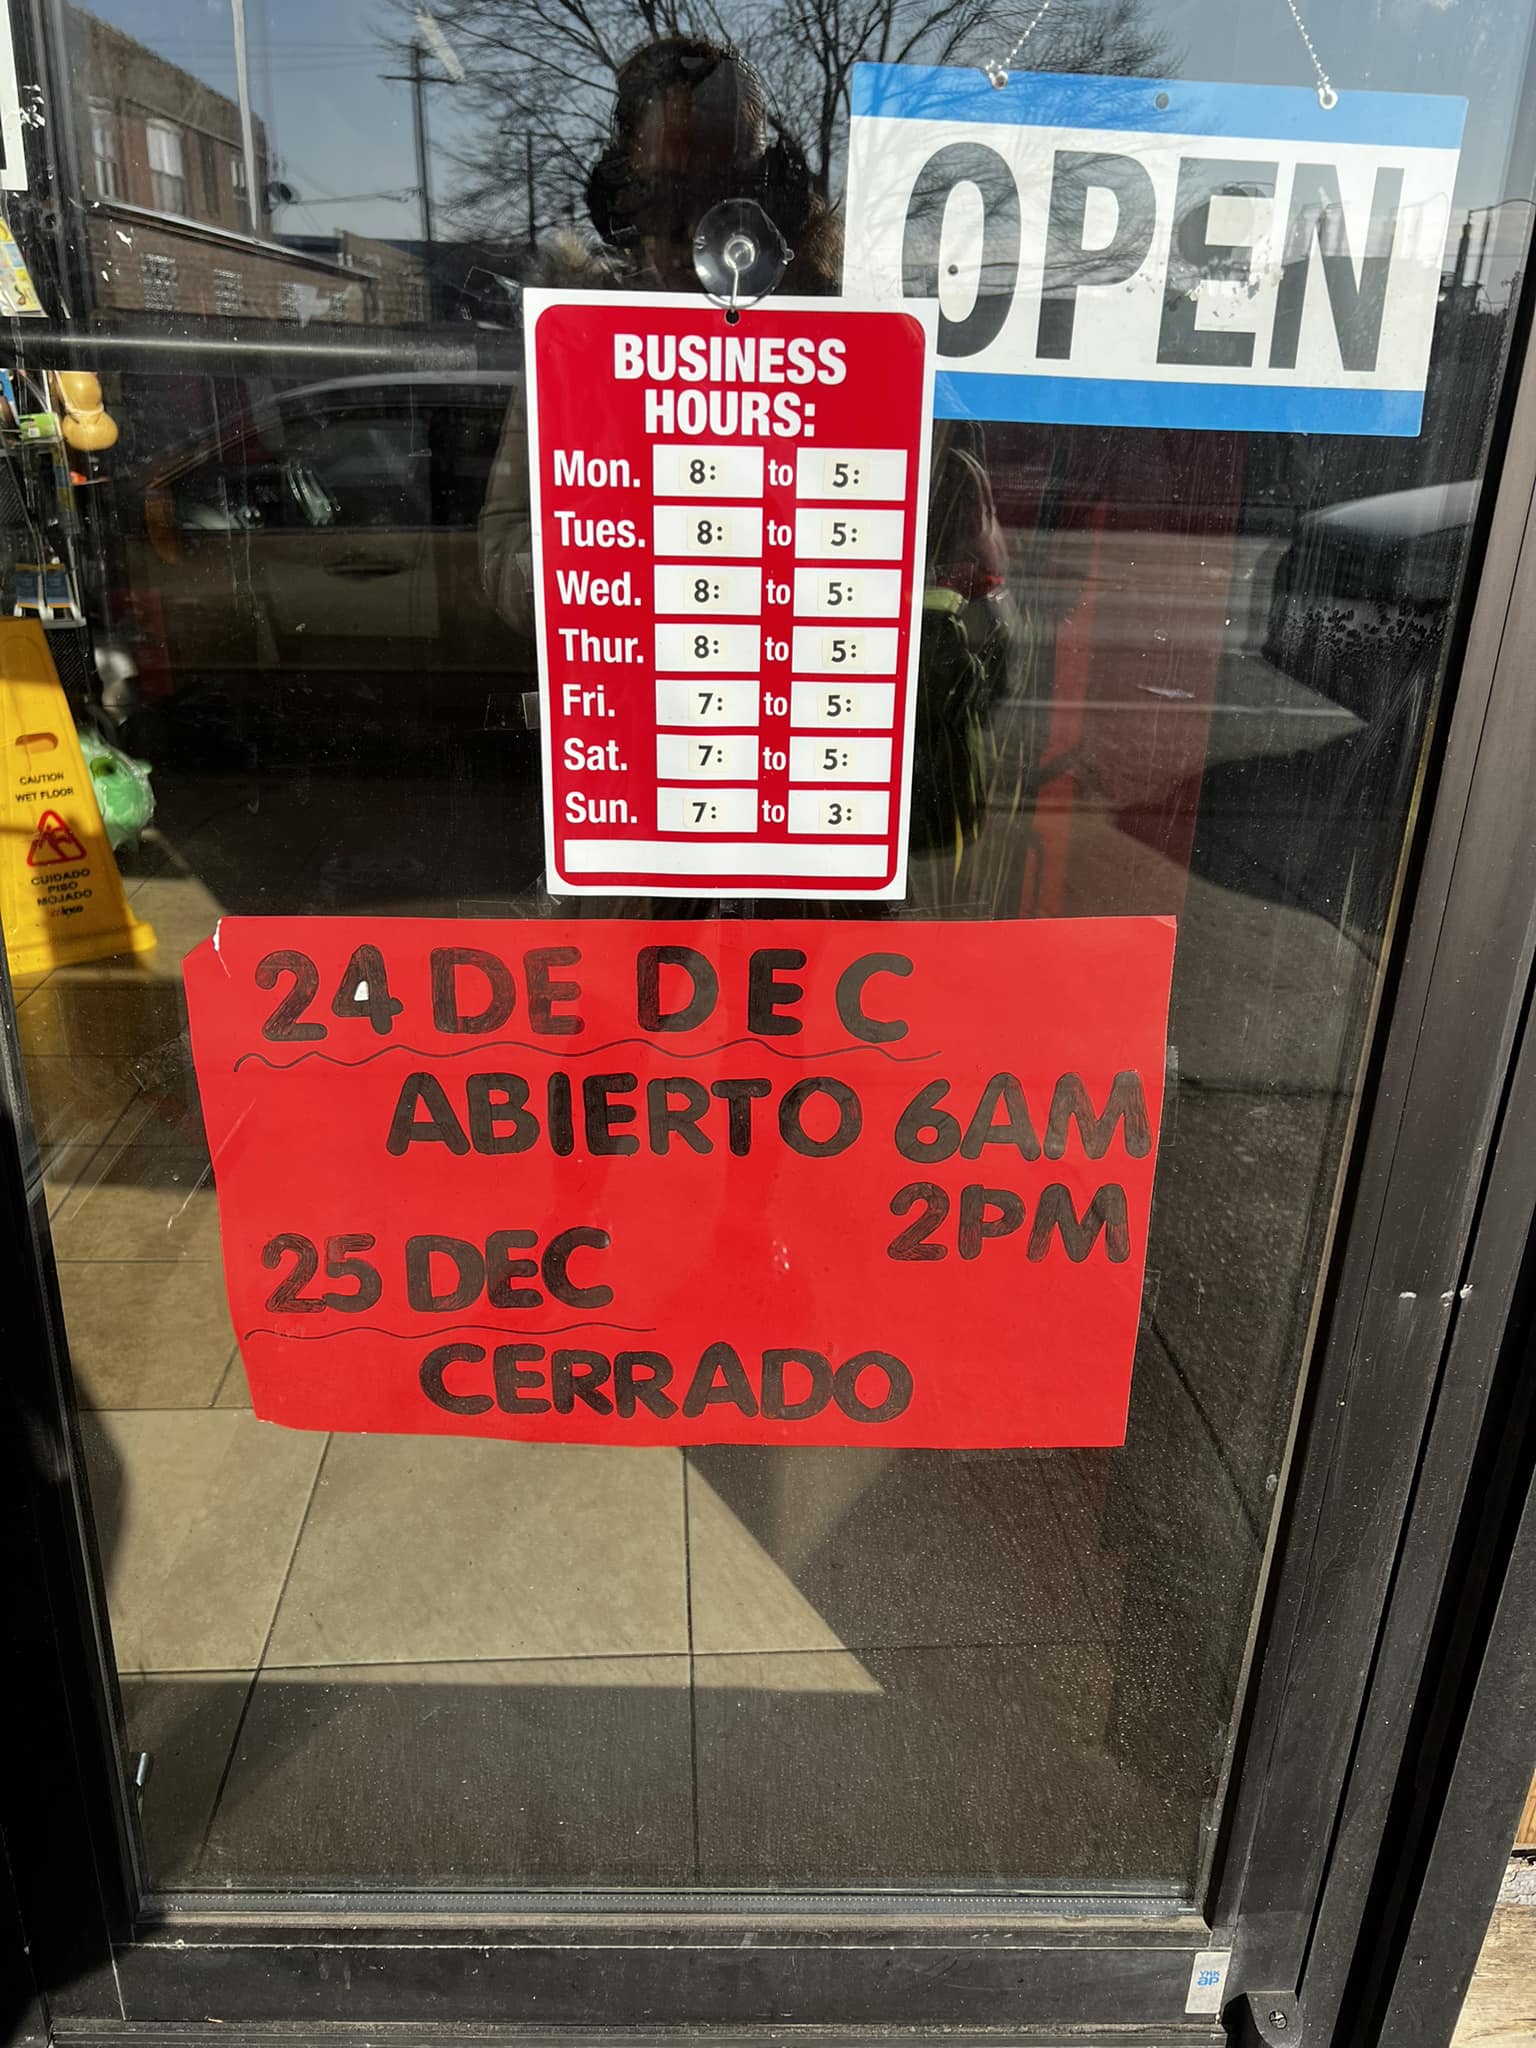 OPEN
BUSINESS
HOURS:
Mon. 8: to 5:
Tues. 8: to 5:
Wed. 8: to 5:
Thur. 8: to 5:
Fri. 7: to 5:
Sat. 7: to 5:
Sun. 7: to 3:
24 DE DEC
ABIERTO 6AM
2PM
25 DEC
CERRADO
CAUTION
WET FLOOR
CUIDADO
PISO
MOJADO